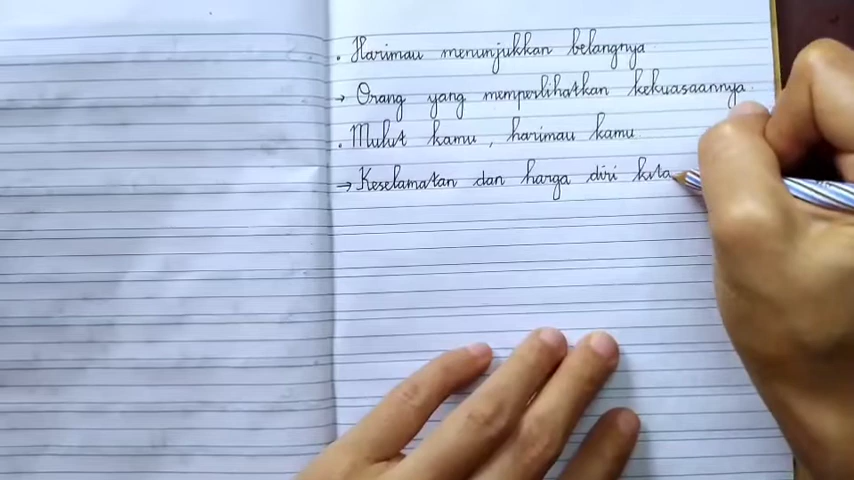 • Harimau menunjukkan belangnya
→ Orang yang memperlihatkan kekuasaannya.
• Mulut kamu, harimau kamu
→ Keselamatan dan harga diri kita